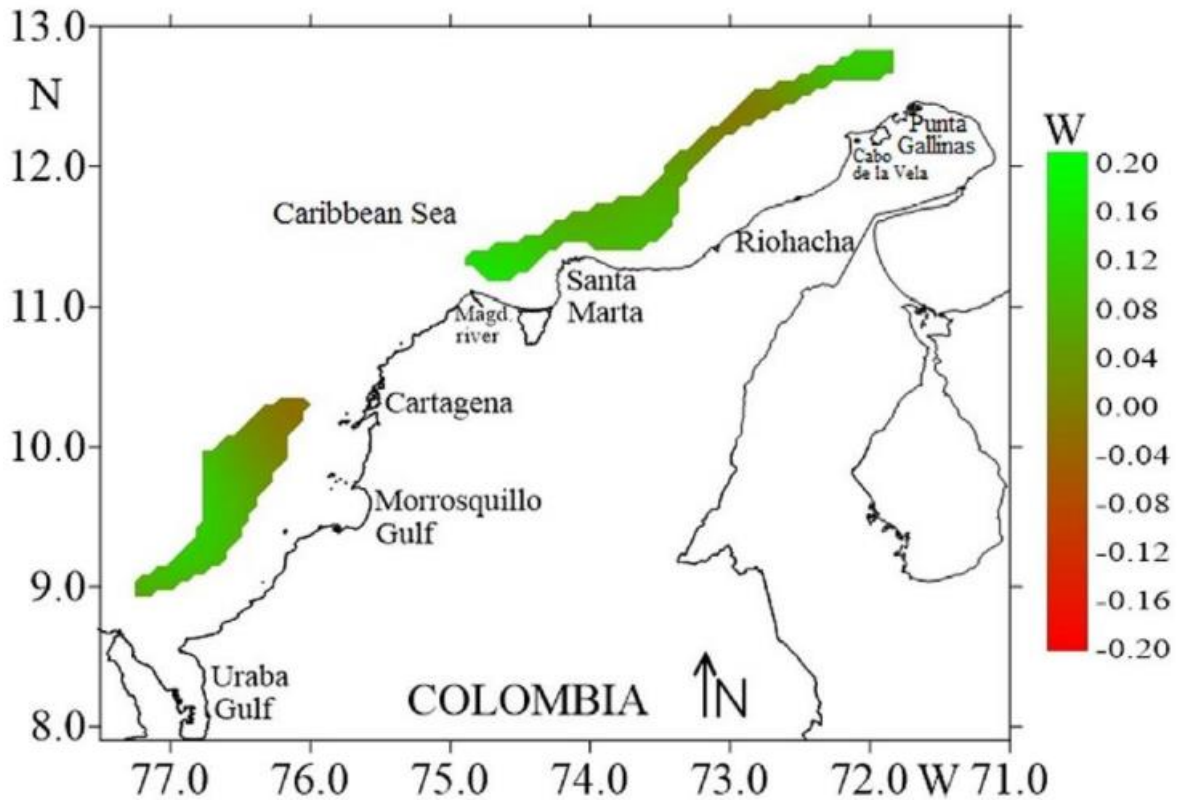 13.0
N
12.0
11.0
10.0
9.0
8.0
Caribbean Sea
Punta
Gallinas
Cabo
de la Vela
Riohacha
Santa
Marta
Magd.
river
Cartagena
Morrosquillo
Gulf
Uraba
Gulf
COLOMBIA
N
77.0 76.0 75.0 74.0 73.0 72.0 W 71.0
W
0.20
0.16
0.12
0.08
0.04
0.00
-0.04
-0.08
-0.12
-0.16
-0.20